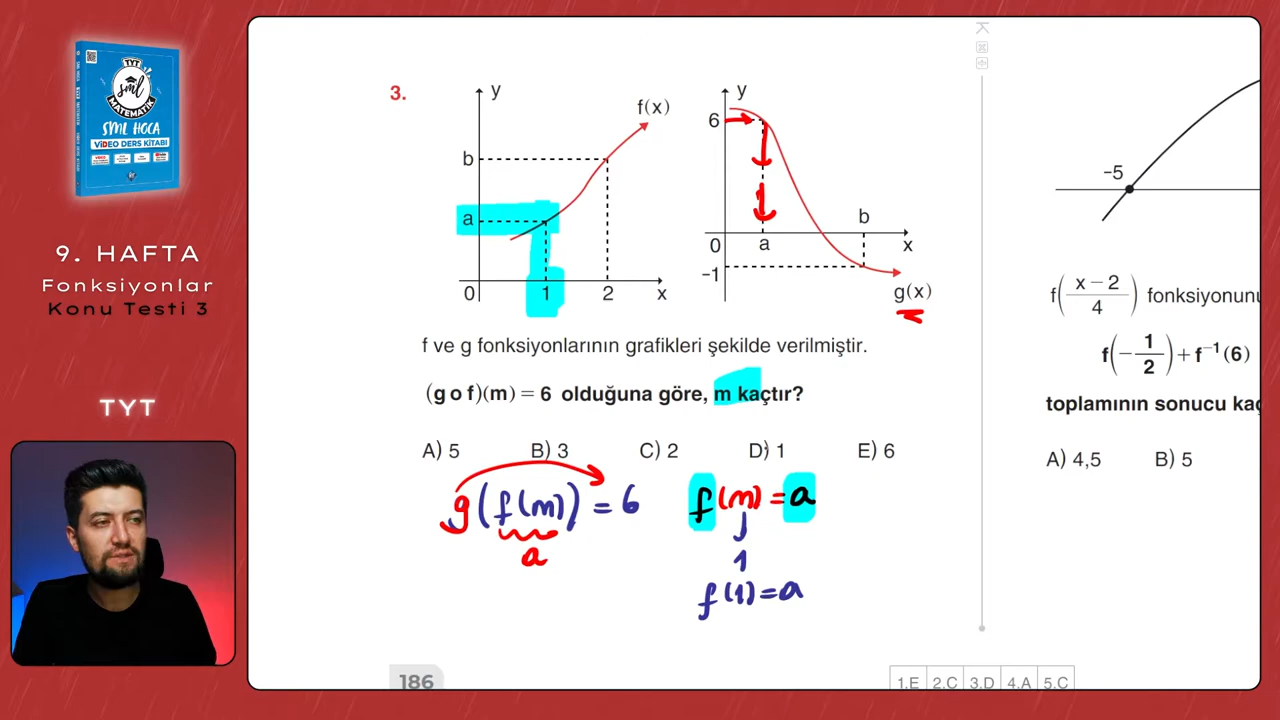 TYT
sml
MATEMATİK
SML HOCA
VİDEO DERS KİTABI
9. HAFTA
Fonksiyonlar
Konu Testi 3
TYT
3.
y
f(x)
b
a
0
1
2
x
y
6
0
a
b
x
−1
g(x)
f ve g fonksiyonlarının grafikleri şekilde verilmiştir.
(g o f)(m) = 6 olduğuna göre, m kaçtır?
A) 5 B) 3 C) 2 D) 1 E) 6
g(f(m)) = 6
a
f(m) = a
1
f(1) = a
186
K
−5
f(x − 2 / 4) fonksiyonunu
f(−1/2) + f⁻¹(6)
toplamının sonucu kaç
A) 4,5 B) 5
1.E 2.C 3.D 4.A 5.C